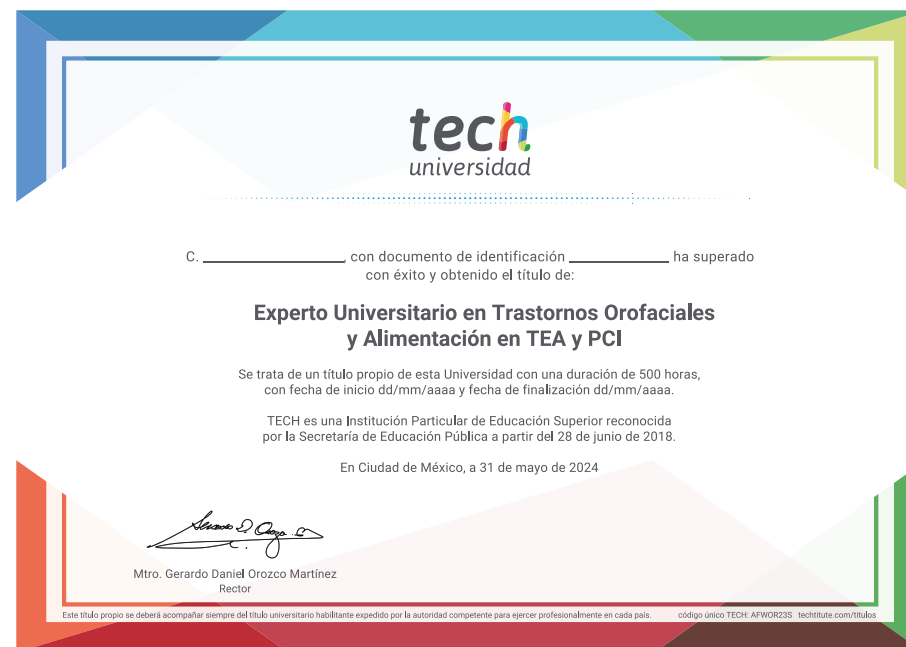 tech
universidad
C. ____________________, con documento de identificación ______________ ha superado
con éxito y obtenido el título de:
Experto Universitario en Trastornos Orofaciales
y Alimentación en TEA y PCI
Se trata de un título propio de esta Universidad con una duración de 500 horas,
con fecha de inicio dd/mm/aaaa y fecha de finalización dd/mm/aaaa.
TECH es una Institución Particular de Educación Superior reconocida
por la Secretaría de Educación Pública a partir del 28 de junio de 2018.
En Ciudad de México, a 31 de mayo de 2024
Mtro. Gerardo Daniel Orozco Martínez
Rector
Este título propio se deberá acompañar siempre del título universitario habilitante expedido por la autoridad competente para ejercer profesionalmente en cada país. código único TECH: AFWOR23S techtitute.com/titulos